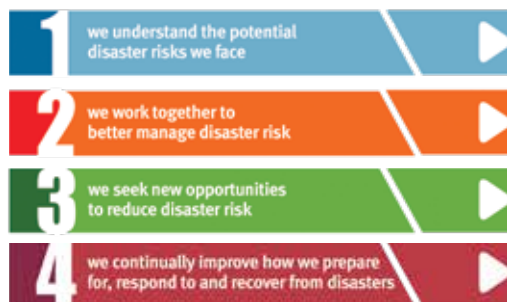 1
we understand the potential
disaster risks we face
2
we work together to
better manage disaster risk
3
we seek new opportunities
to reduce disaster risk
4
we continually improve how we prepare
for, respond to and recover from disasters